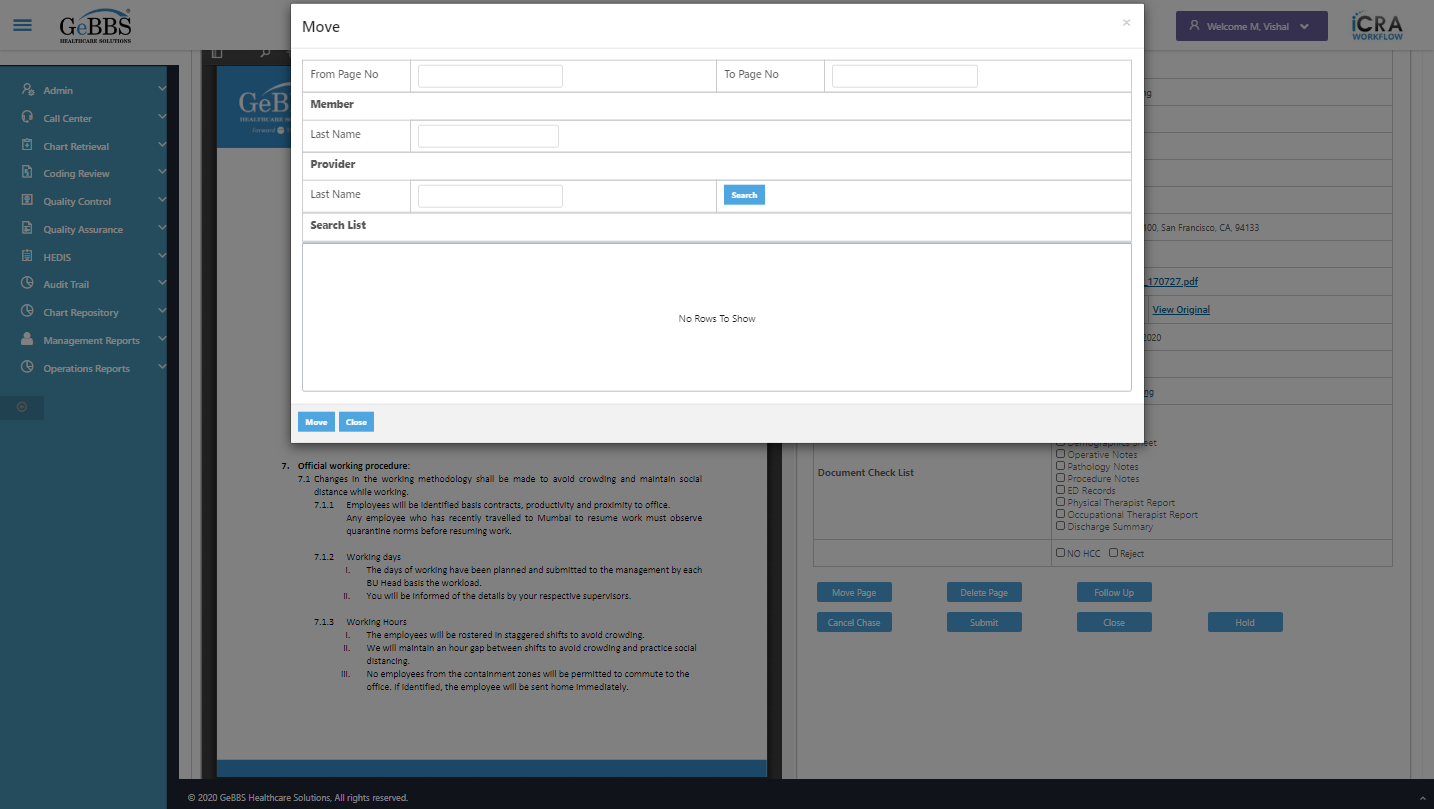 GeBBS
HEALTHCARE SOLUTIONS
Welcome M, Vishal
iCRA
WORKFLOW
Admin
Call Center
Chart Retrieval
Coding Review
Quality Control
Quality Assurance
HEDIS
Audit Trail
Chart Repository
Management Reports
Operations Reports
Move
×
From Page No
To Page No
Member
Last Name
Provider
Last Name
Search
Search List
No Rows To Show
Move Close
GeB
HEALTHCARE
forward
100, San Francisco, CA, 94133
_170727.pdf
View Original
2020
7. Official working procedure:
7.1 Changes in the working methodology shall be made to avoid crowding and maintain social
distance while working.
7.1.1 Employees will be identified basis contracts, productivity and proximity to office.
Any employee who has recently travelled to Mumbai to resume work must observe
quarantine norms before resuming work.
7.1.2 Working days
I. The days of working have been planned and submitted to the management by each
BU Head basis the workload.
II. You will be informed of the details by your respective supervisors.
7.1.3 Working Hours
I. The employees will be rostered in staggered shifts to avoid crowding.
II. We will maintain an hour gap between shifts to avoid crowding and practice social
distancing.
III. No employees from the containment zones will be permitted to commute to the
office. If identified, the employee will be sent home immediately.
Document Check List
Demographics Sheet
Operative Notes
Pathology Notes
Procedure Notes
ED Records
Physical Therapist Report
Occupational Therapist Report
Discharge Summary
NO HCC Reject
Move Page Delete Page Follow Up
Cancel Chase Submit Close Hold
© 2020 GeBBS Healthcare Solutions, All rights reserved.